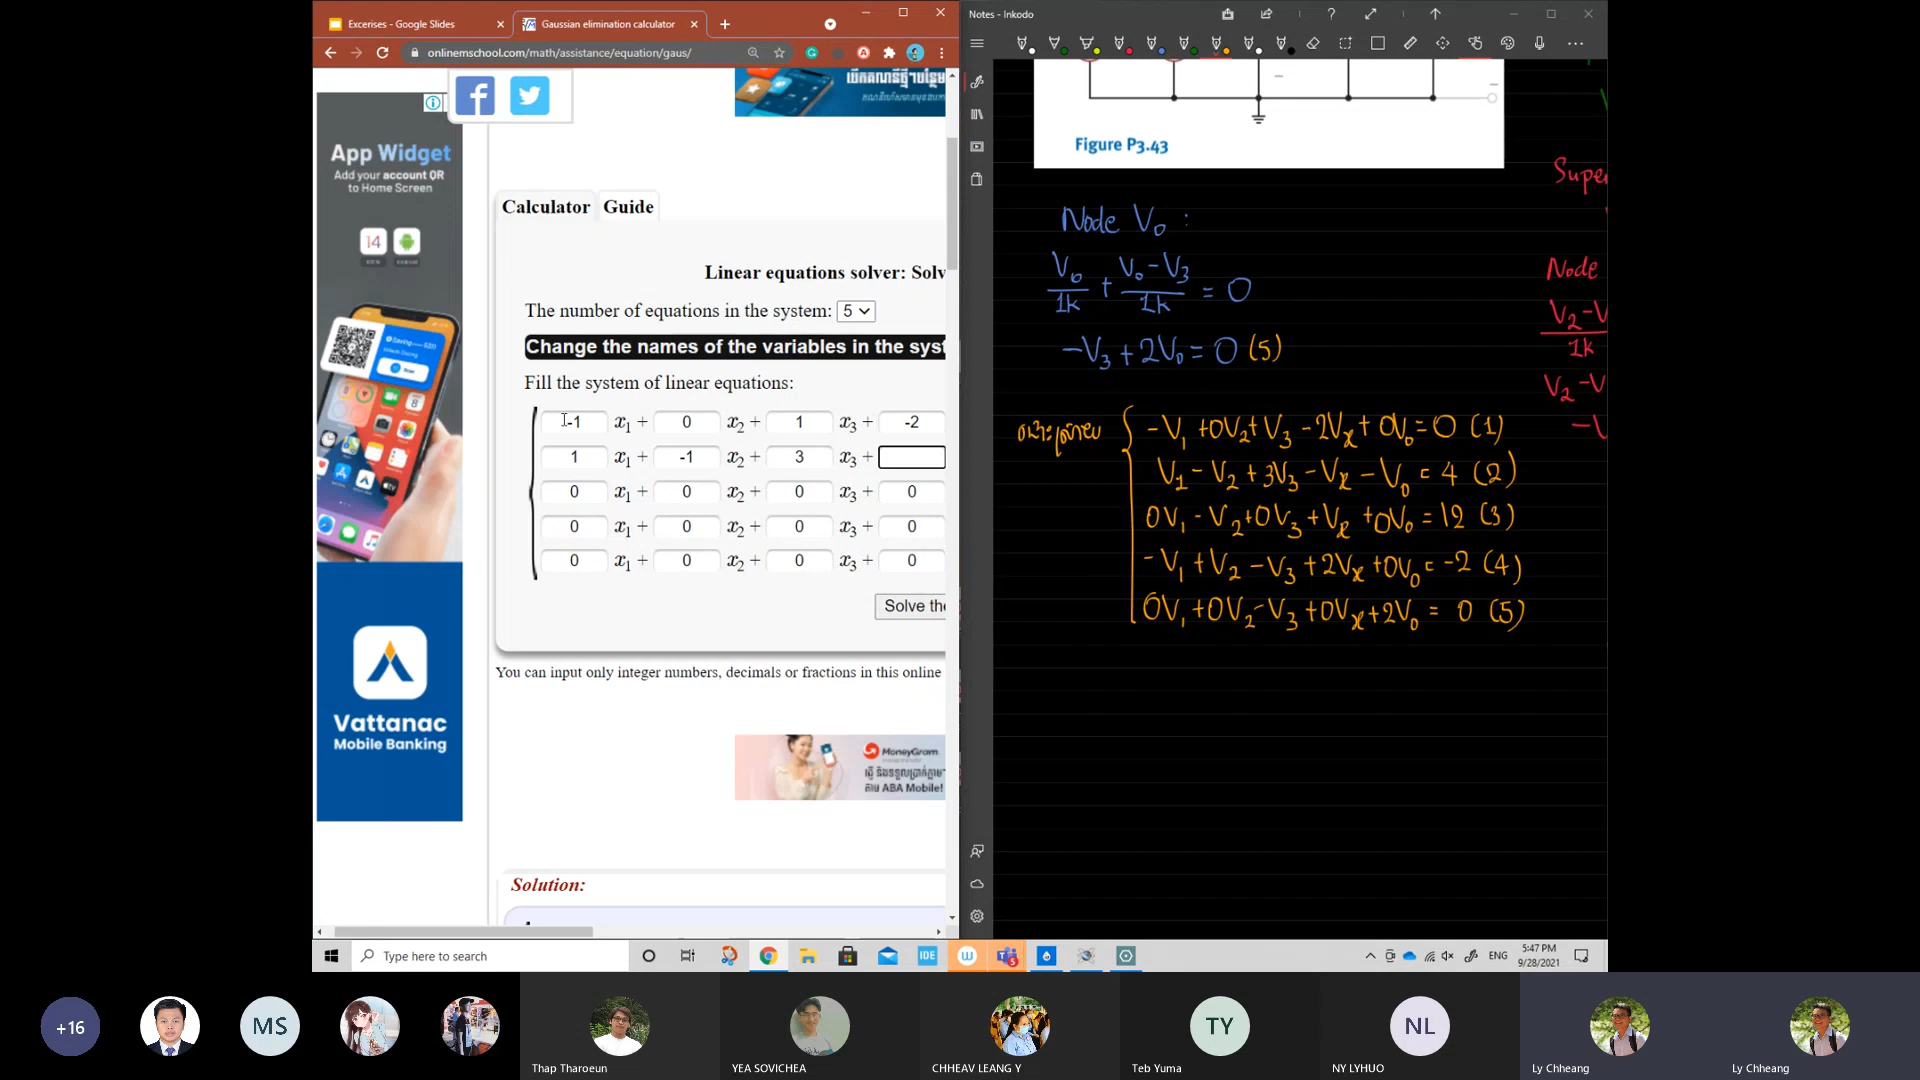 Excerises - Google Slides
Gaussian elimination calculator
onlinemschool.com/math/assistance/equation/gaus/
App Widget
Add your account QR
to Home Screen
14
Vattanac
Mobile Banking
Calculator Guide
Linear equations solver: Solv
The number of equations in the system: 5
Change the names of the variables in the syst
Fill the system of linear equations:
-1 x1 + 0 x2 + 1 x3 + -2
1 x1 + -1 x2 + 3 x3 +
0 x1 + 0 x2 + 0 x3 + 0
0 x1 + 0 x2 + 0 x3 + 0
0 x1 + 0 x2 + 0 x3 + 0
Solve the
You can input only integer numbers, decimals or fractions in this online
MoneyGram
តាម ABA Mobile!
Solution:
Notes - Inkodo
Figure P3.43
Node V0 :
V0/1k + (V0 - V3)/1k = 0
-V3 + 2V0 = 0 (5)
-V1 + 0V2 + V3 - 2Vx + 0V0 = 0 (1)
V1 - V2 + 3V3 - Vx - V0 = 4 (2)
0V1 - V2 + 0V3 + Vx + 0V0 = 12 (3)
-V1 + V2 - V3 + 2Vx + 0V0 = -2 (4)
0V1 + 0V2 - V3 + 0Vx + 2V0 = 0 (5)
Supe
Node
V2 - V
1k
V2 - V
- V
Type here to search
IDE
ENG
5:47 PM
9/28/2021
+16
MS
Thap Tharoeun
YEA SOVICHEA
CHHEAV LEANG Y
TY
Teb Yuma
NL
NY LYHUO
Ly Chheang
Ly Chheang